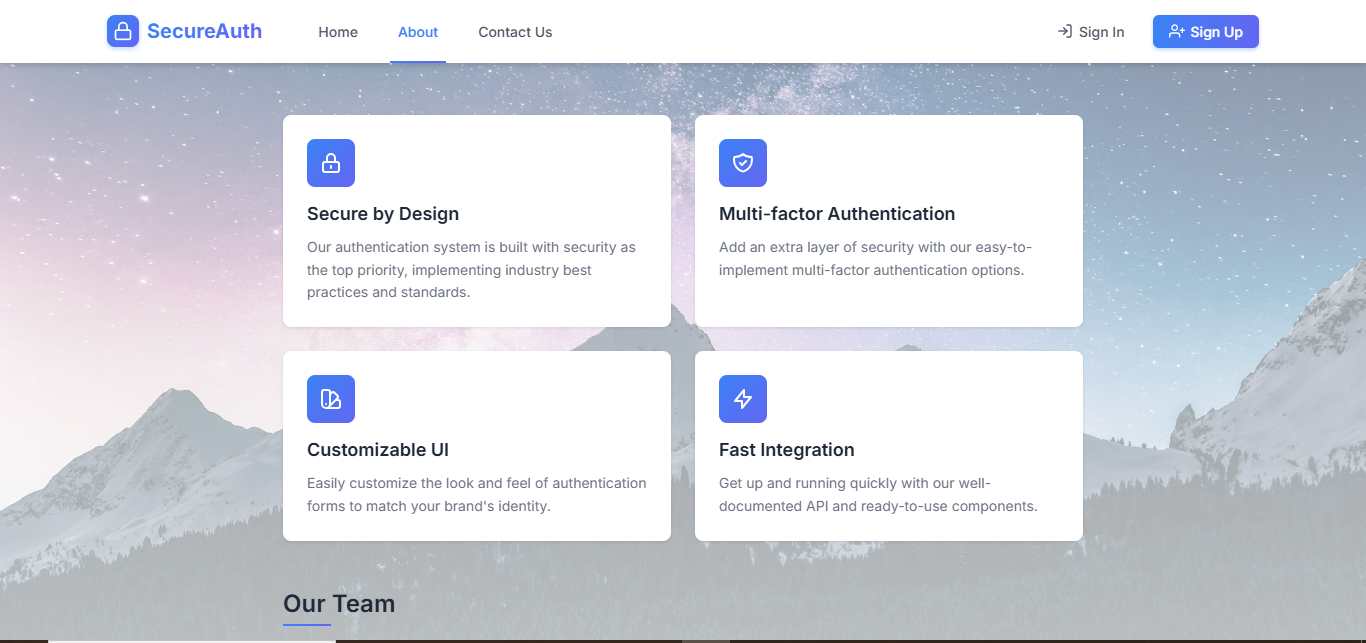 SecureAuth
Home
About
Contact Us
Sign In
Sign Up
Secure by Design
Our authentication system is built with security as
the top priority, implementing industry best
practices and standards.
Multi-factor Authentication
Add an extra layer of security with our easy-to-
implement multi-factor authentication options.
Customizable UI
Easily customize the look and feel of authentication
forms to match your brand's identity.
Fast Integration
Get up and running quickly with our well-
documented API and ready-to-use components.
Our Team